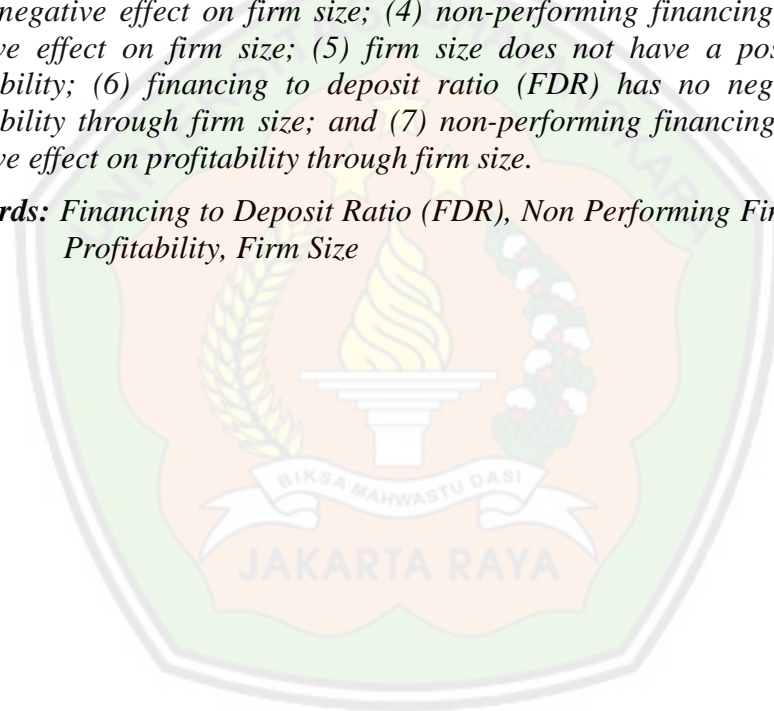 negative effect on firm size; (4) non-performing financing
ve effect on firm size; (5) firm size does not have a pos
bility; (6) financing to deposit ratio (FDR) has no neg
bility through firm size; and (7) non-performing financing
ve effect on profitability through firm size.
rds: Financing to Deposit Ratio (FDR), Non Performing Fin
Profitability, Firm Size
BIKSA MAHWASTU DASI
JAKARTA RAYA